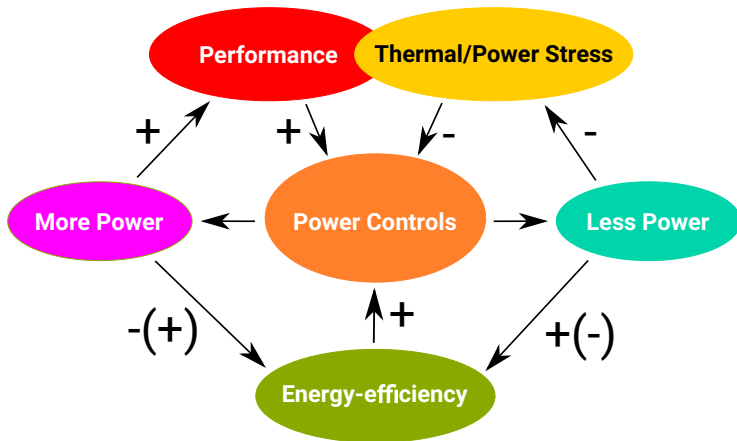 Performance
Thermal/Power Stress
+
+
-
-
More Power
Power Controls
Less Power
-(+)
+
+(-)
Energy-efficiency